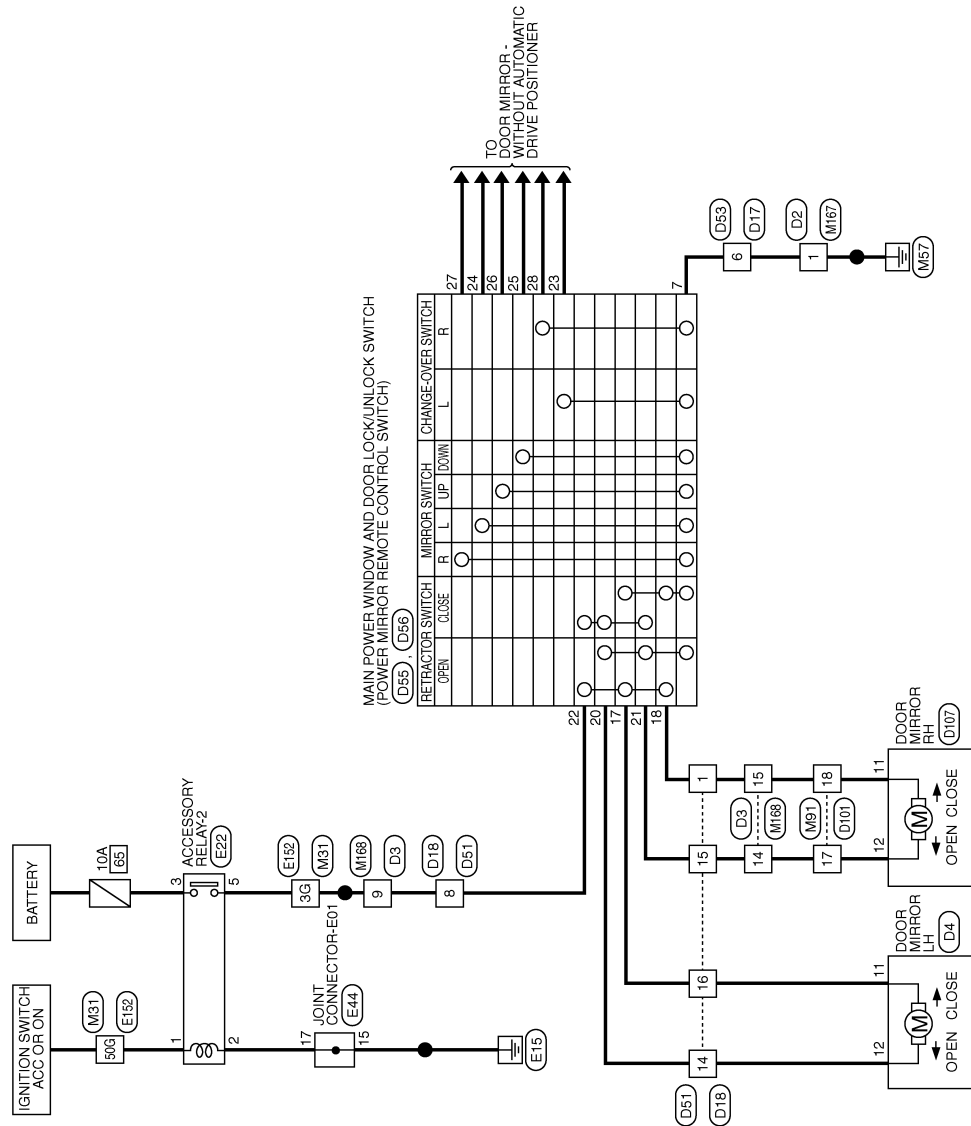 IGNITION SWITCH
ACC OR ON
BATTERY
50G
M31
E152
10A
65
1
3
2
5
ACCESSORY
RELAY-2
E22
17
15
JOINT
CONNECTOR-E01
E44
E15
3G
E152
M31
9
M168
D3
8
D18
D51
MAIN POWER WINDOW AND DOOR LOCK/UNLOCK SWITCH
(POWER MIRROR REMOTE CONTROL SWITCH)
D55 , D56
RETRACTOR SWITCH
MIRROR SWITCH
CHANGE-OVER SWITCH
OPEN
CLOSE
R
L
UP
DOWN
L
R
22
20
17
21
18
27
24
26
25
28
23
7
TO
DOOR MIRROR -
WITHOUT AUTOMATIC
DRIVE POSITIONER
6
D53
D17
1
D2
M167
M57
D51
D18
14
16
15
1
14
15
D3
M168
17
18
M91
D101
12
11
M
OPEN CLOSE
DOOR
MIRROR
LH
D4
12
11
M
OPEN CLOSE
DOOR
MIRROR
RH
D107